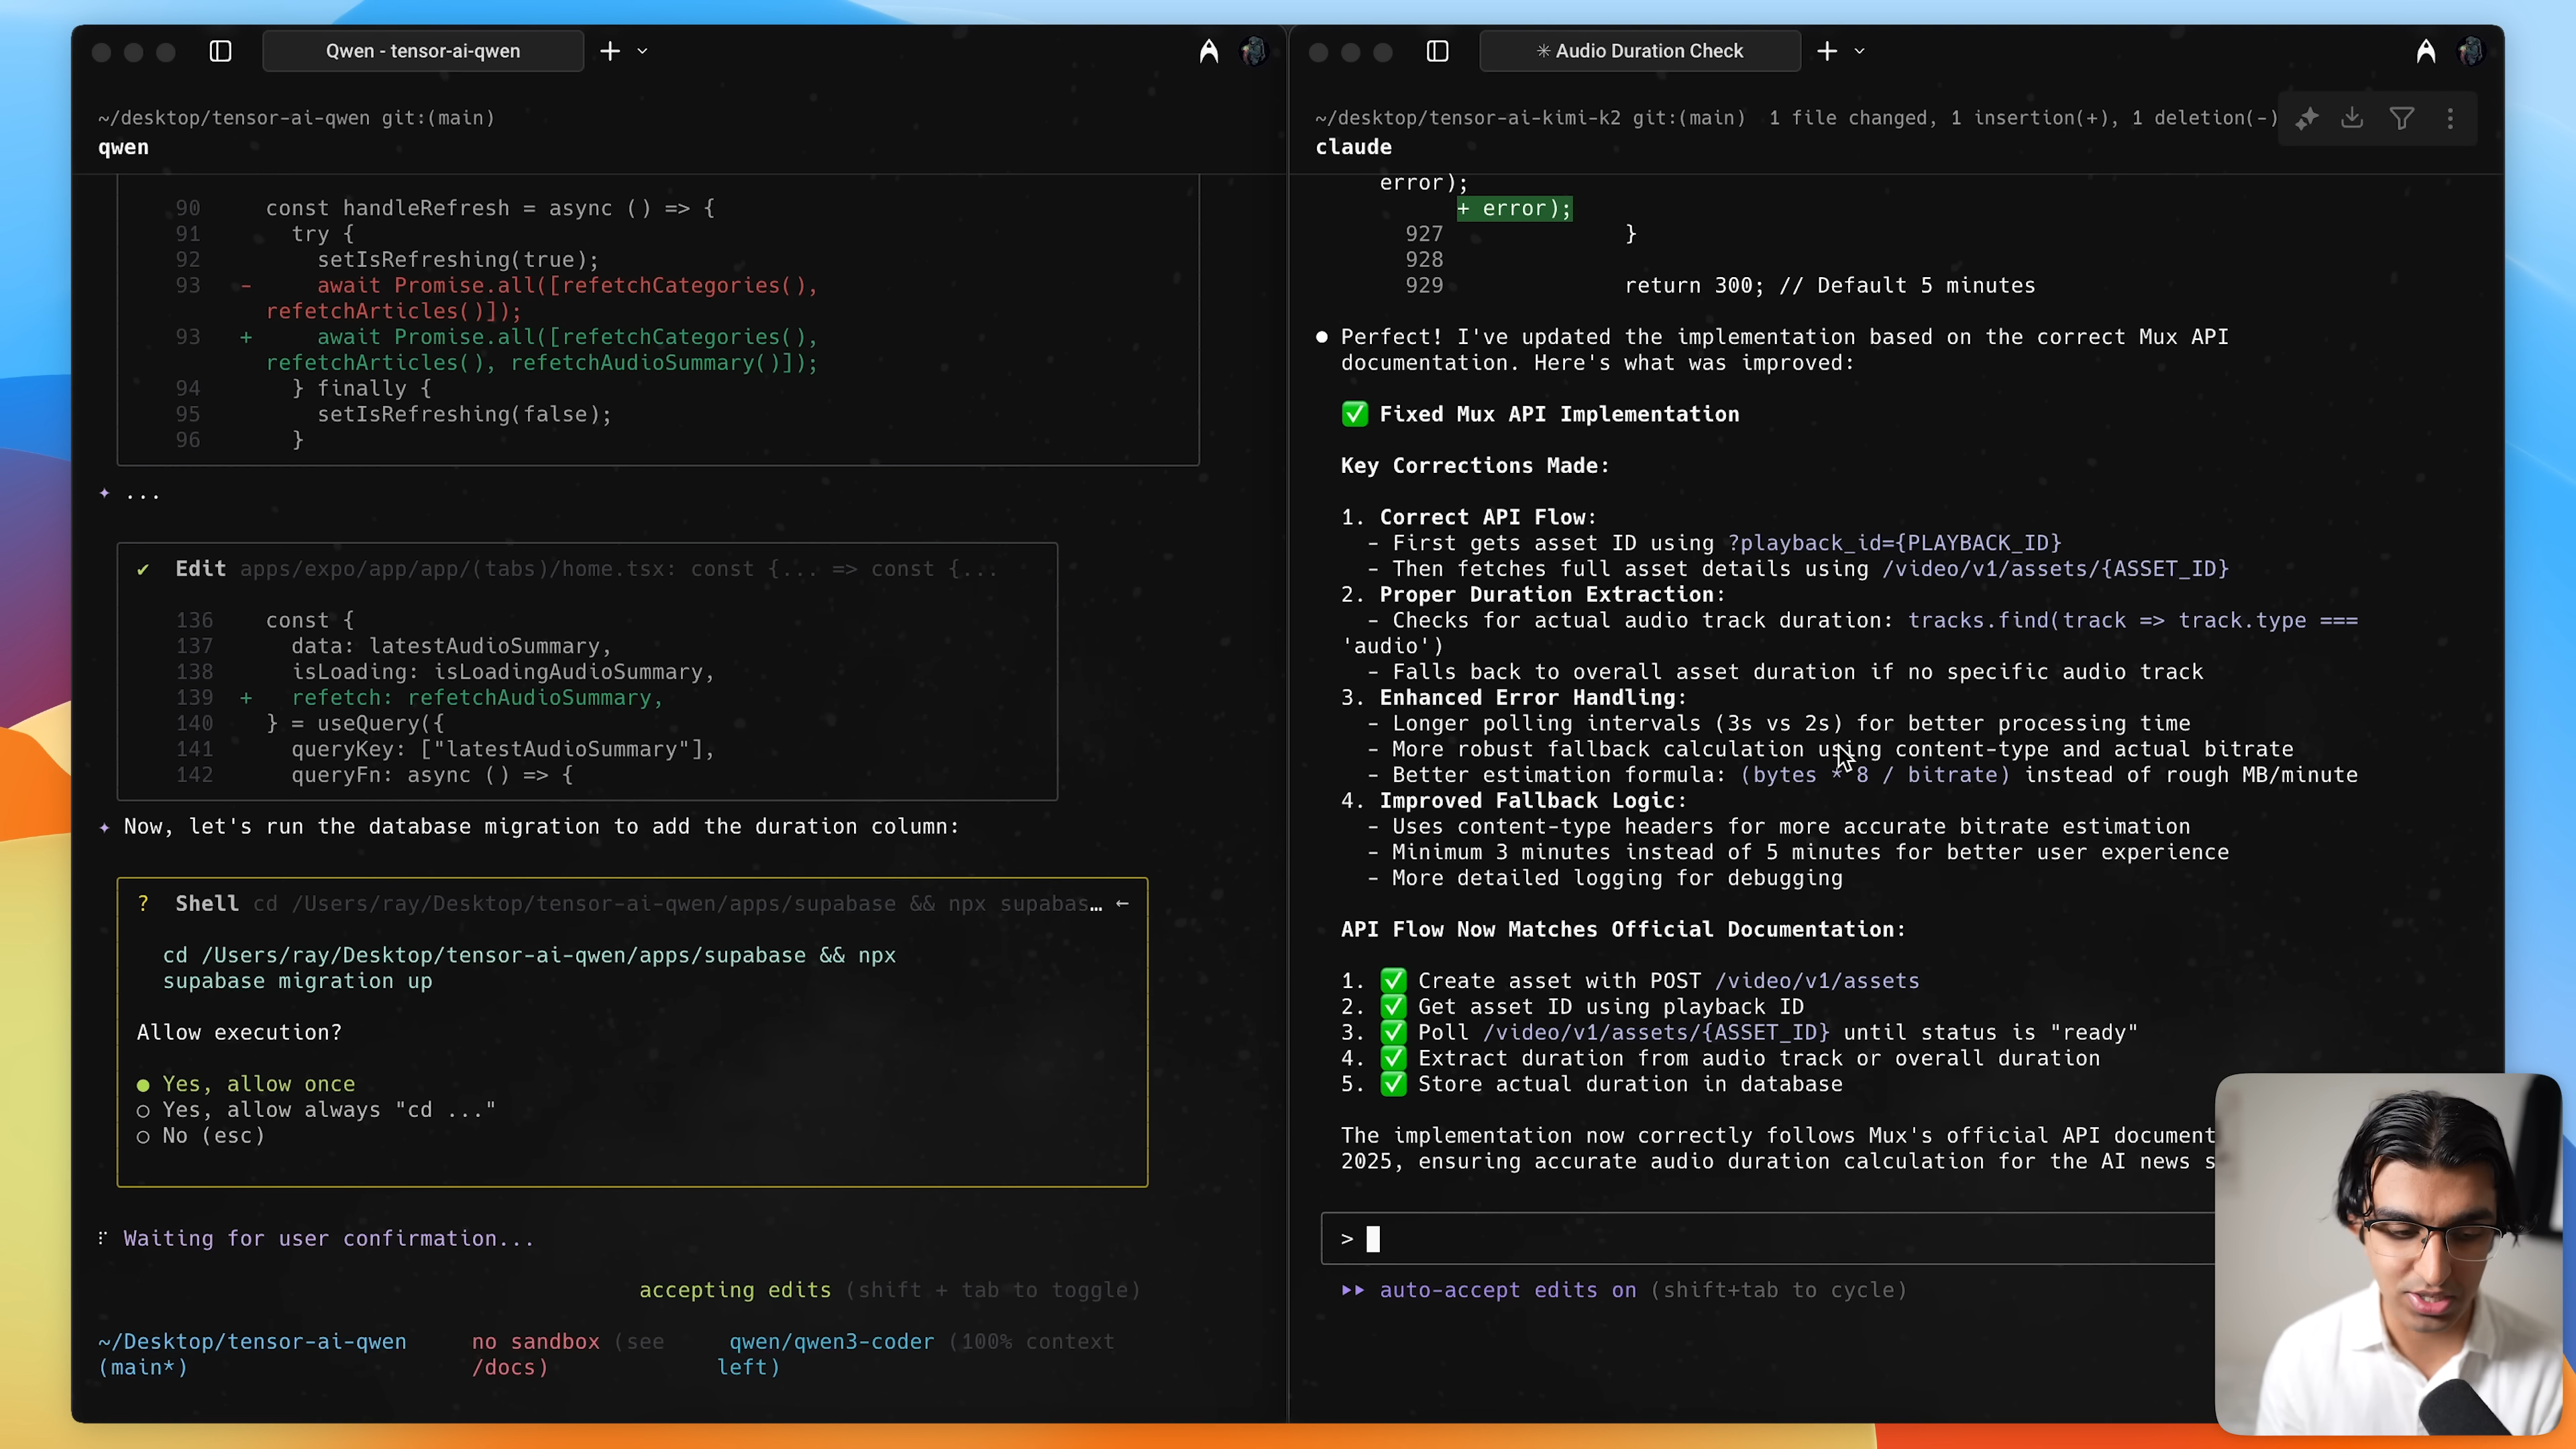 Qwen - tensor-ai-qwen
~/desktop/tensor-ai-qwen git:(main)
qwen
90 const handleRefresh = async () => {
91 try {
92 setIsRefreshing(true);
93 - await Promise.all([refetchCategories(),
refetchArticles()]);
93 + await Promise.all([refetchCategories(),
refetchArticles(), refetchAudioSummary()]);
94 } finally {
95 setIsRefreshing(false);
96 }
✦ ...
✔ Edit apps/expo/app/app/(tabs)/home.tsx: const {... => const {...
136 const {
137 data: latestAudioSummary,
138 isLoading: isLoadingAudioSummary,
139 + refetch: refetchAudioSummary,
140 } = useQuery({
141 queryKey: ["latestAudioSummary"],
142 queryFn: async () => {
✦ Now, let's run the database migration to add the duration column:
? Shell cd /Users/ray/Desktop/tensor-ai-qwen/apps/supabase && npx supabas… ←
cd /Users/ray/Desktop/tensor-ai-qwen/apps/supabase && npx
supabase migration up
Allow execution?
● Yes, allow once
○ Yes, allow always "cd ..."
○ No (esc)
Waiting for user confirmation...
accepting edits (shift + tab to toggle)
~/Desktop/tensor-ai-qwen no sandbox (see qwen/qwen3-coder (100% context
(main*) /docs) left)
✳ Audio Duration Check
~/desktop/tensor-ai-kimi-k2 git:(main) 1 file changed, 1 insertion(+), 1 deletion(-)
claude
error);
+ error);
927 }
928
929 return 300; // Default 5 minutes
● Perfect! I've updated the implementation based on the correct Mux API
documentation. Here's what was improved:
✅ Fixed Mux API Implementation
Key Corrections Made:
1. Correct API Flow:
- First gets asset ID using ?playback_id={PLAYBACK_ID}
- Then fetches full asset details using /video/v1/assets/{ASSET_ID}
2. Proper Duration Extraction:
- Checks for actual audio track duration: tracks.find(track => track.type ===
'audio')
- Falls back to overall asset duration if no specific audio track
3. Enhanced Error Handling:
- Longer polling intervals (3s vs 2s) for better processing time
- More robust fallback calculation using content-type and actual bitrate
- Better estimation formula: (bytes * 8 / bitrate) instead of rough MB/minute
4. Improved Fallback Logic:
- Uses content-type headers for more accurate bitrate estimation
- Minimum 3 minutes instead of 5 minutes for better user experience
- More detailed logging for debugging
API Flow Now Matches Official Documentation:
1. ✅ Create asset with POST /video/v1/assets
2. ✅ Get asset ID using playback ID
3. ✅ Poll /video/v1/assets/{ASSET_ID} until status is "ready"
4. ✅ Extract duration from audio track or overall duration
5. ✅ Store actual duration in database
The implementation now correctly follows Mux's official API document
2025, ensuring accurate audio duration calculation for the AI news s
>
▶▶ auto-accept edits on (shift+tab to cycle)